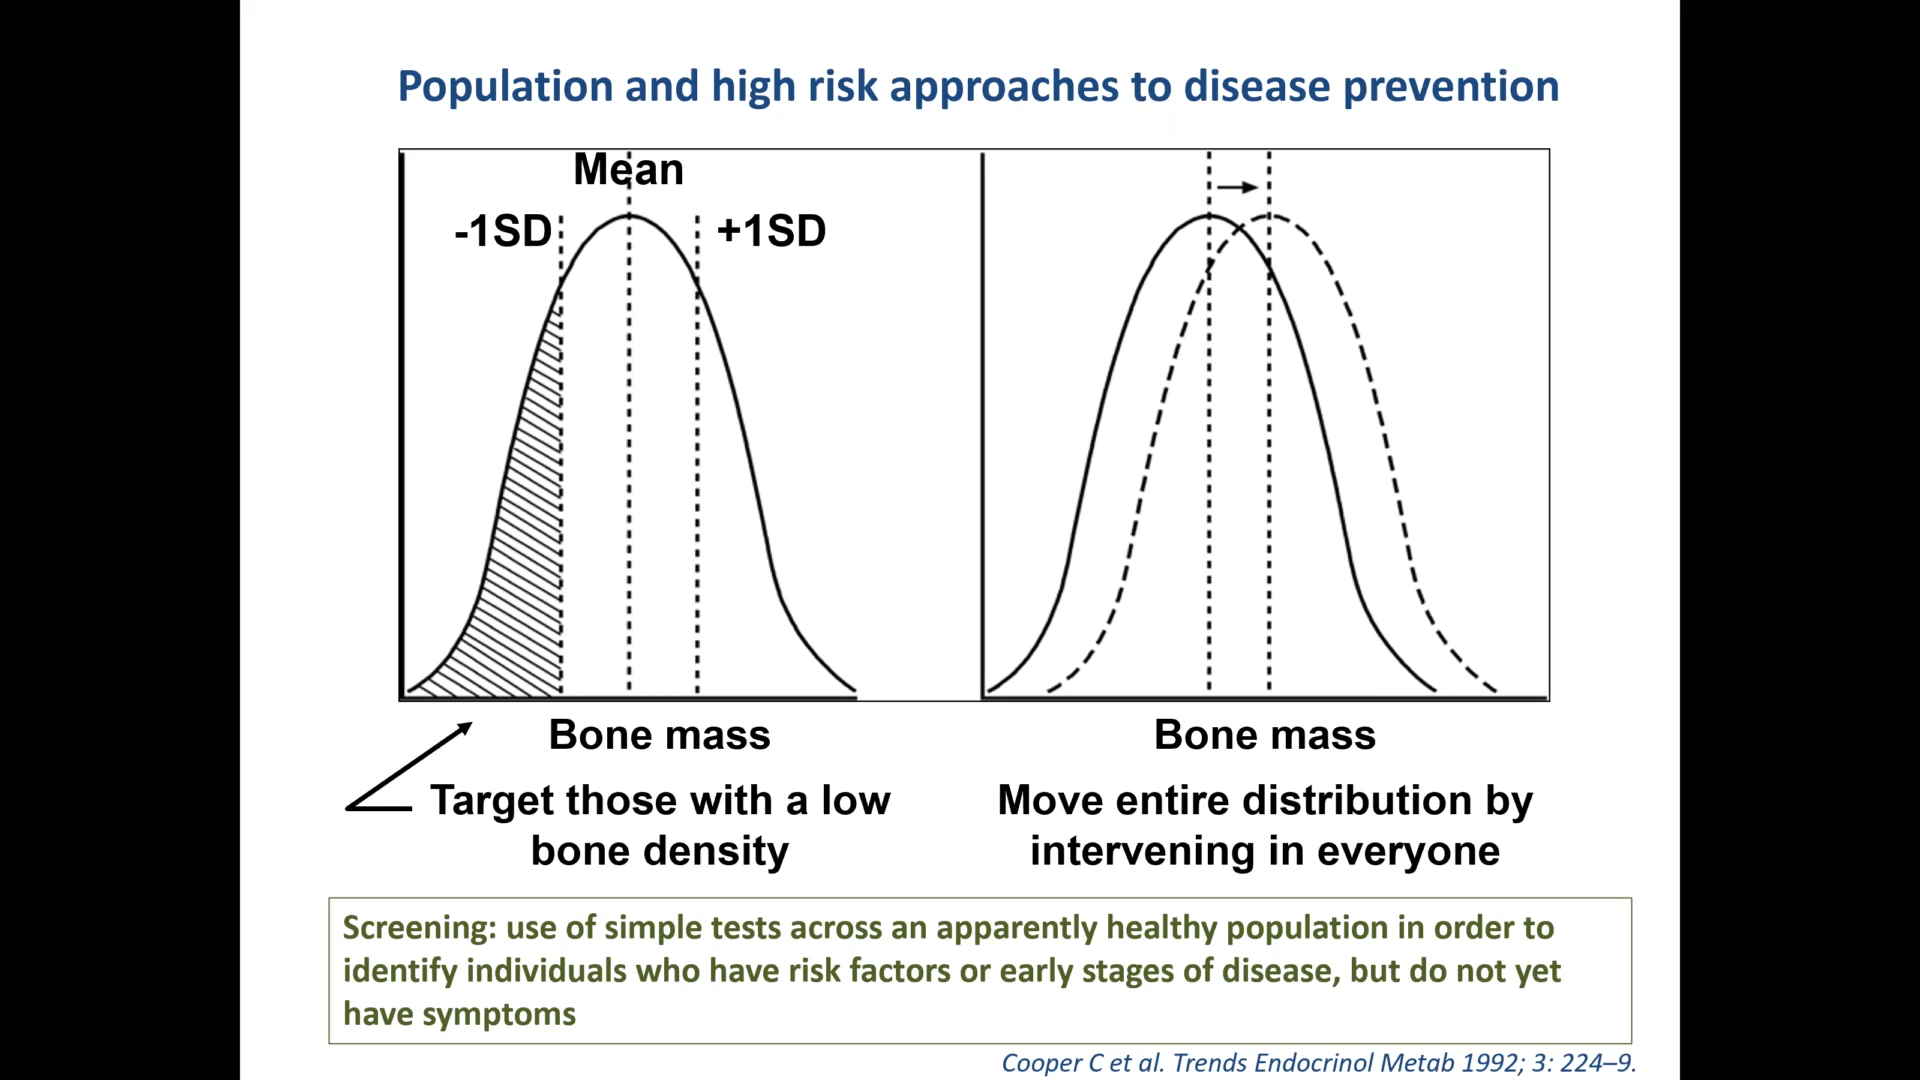 Population and high risk approaches to disease prevention
Mean
-1SD
+1SD
Bone mass
Target those with a low
bone density
Bone mass
Move entire distribution by
intervening in everyone
Screening: use of simple tests across an apparently healthy population in order to
identify individuals who have risk factors or early stages of disease, but do not yet
have symptoms
Cooper C et al. Trends Endocrinol Metab 1992; 3: 224–9.